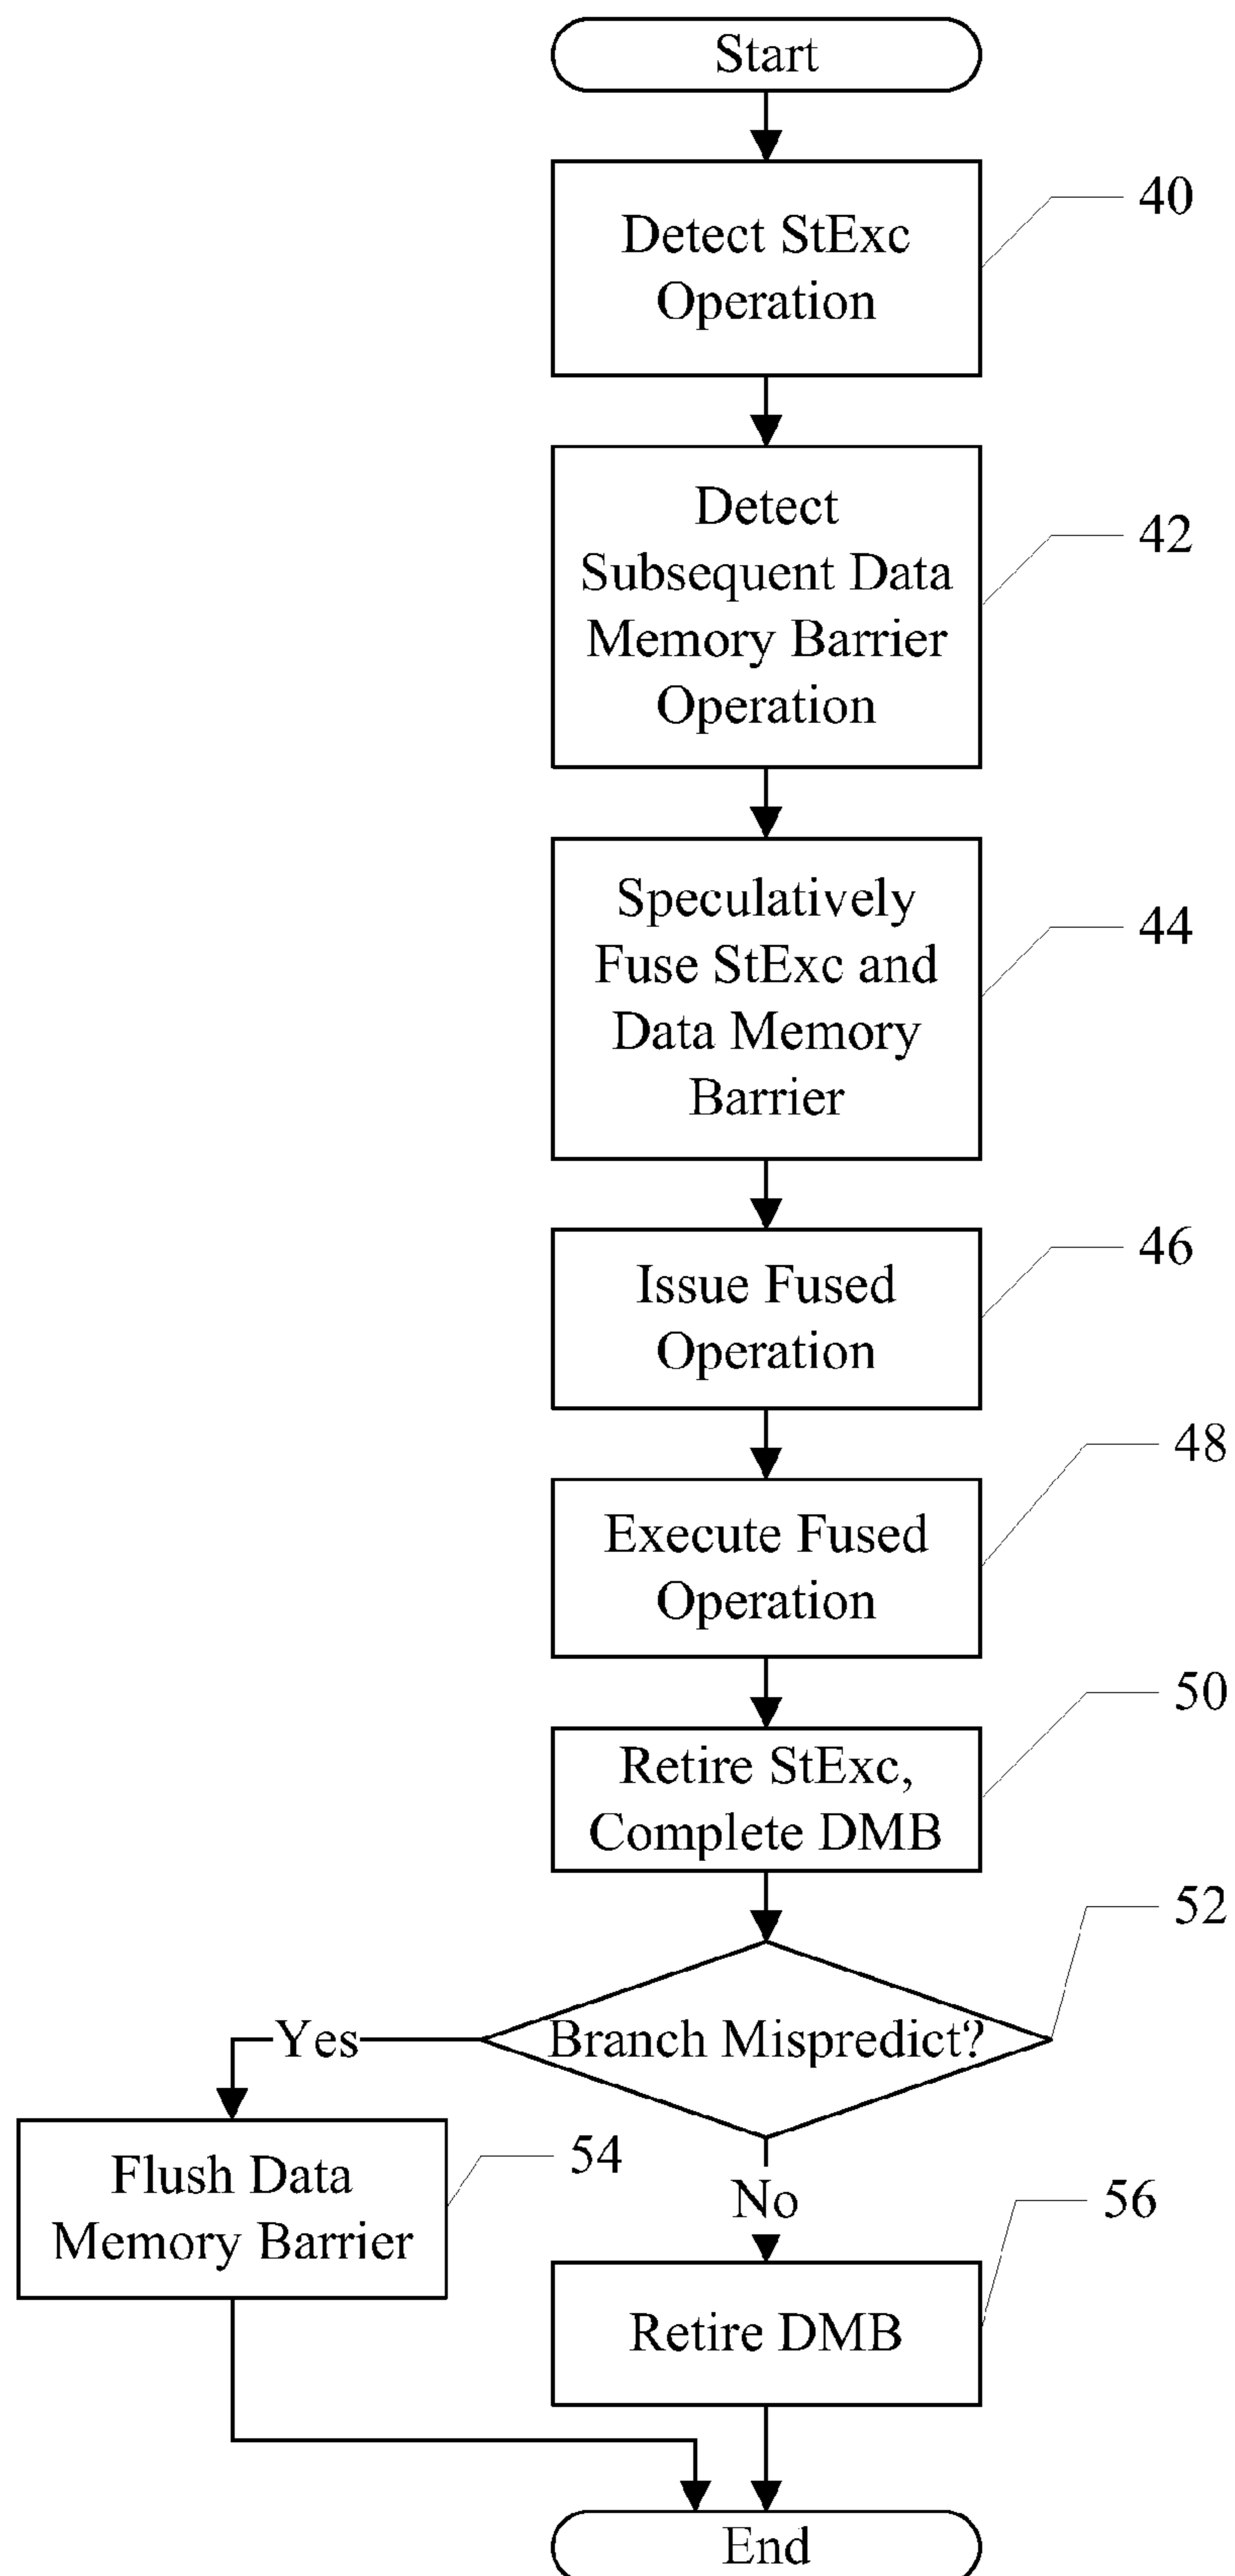 Start
Detect StExc
Operation
40
Detect
Subsequent Data
Memory Barrier
Operation
42
Speculatively
Fuse StExc and
Data Memory
Barrier
44
Issue Fused
Operation
46
Execute Fused
Operation
48
Retire StExc,
Complete DMB
50
Branch Mispredict?
52
Yes
Flush Data
Memory Barrier
54
No
Retire DMB
56
End